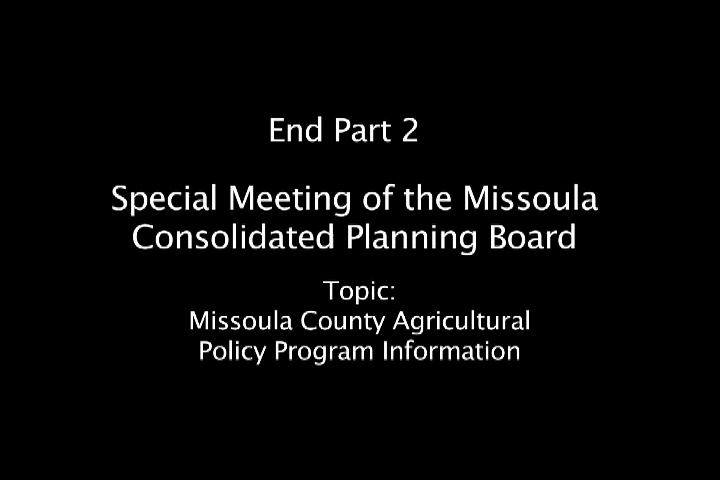 End Part 2
Special Meeting of the Missoula
Consolidated Planning Board
Topic:
Missoula County Agricultural
Policy Program Information